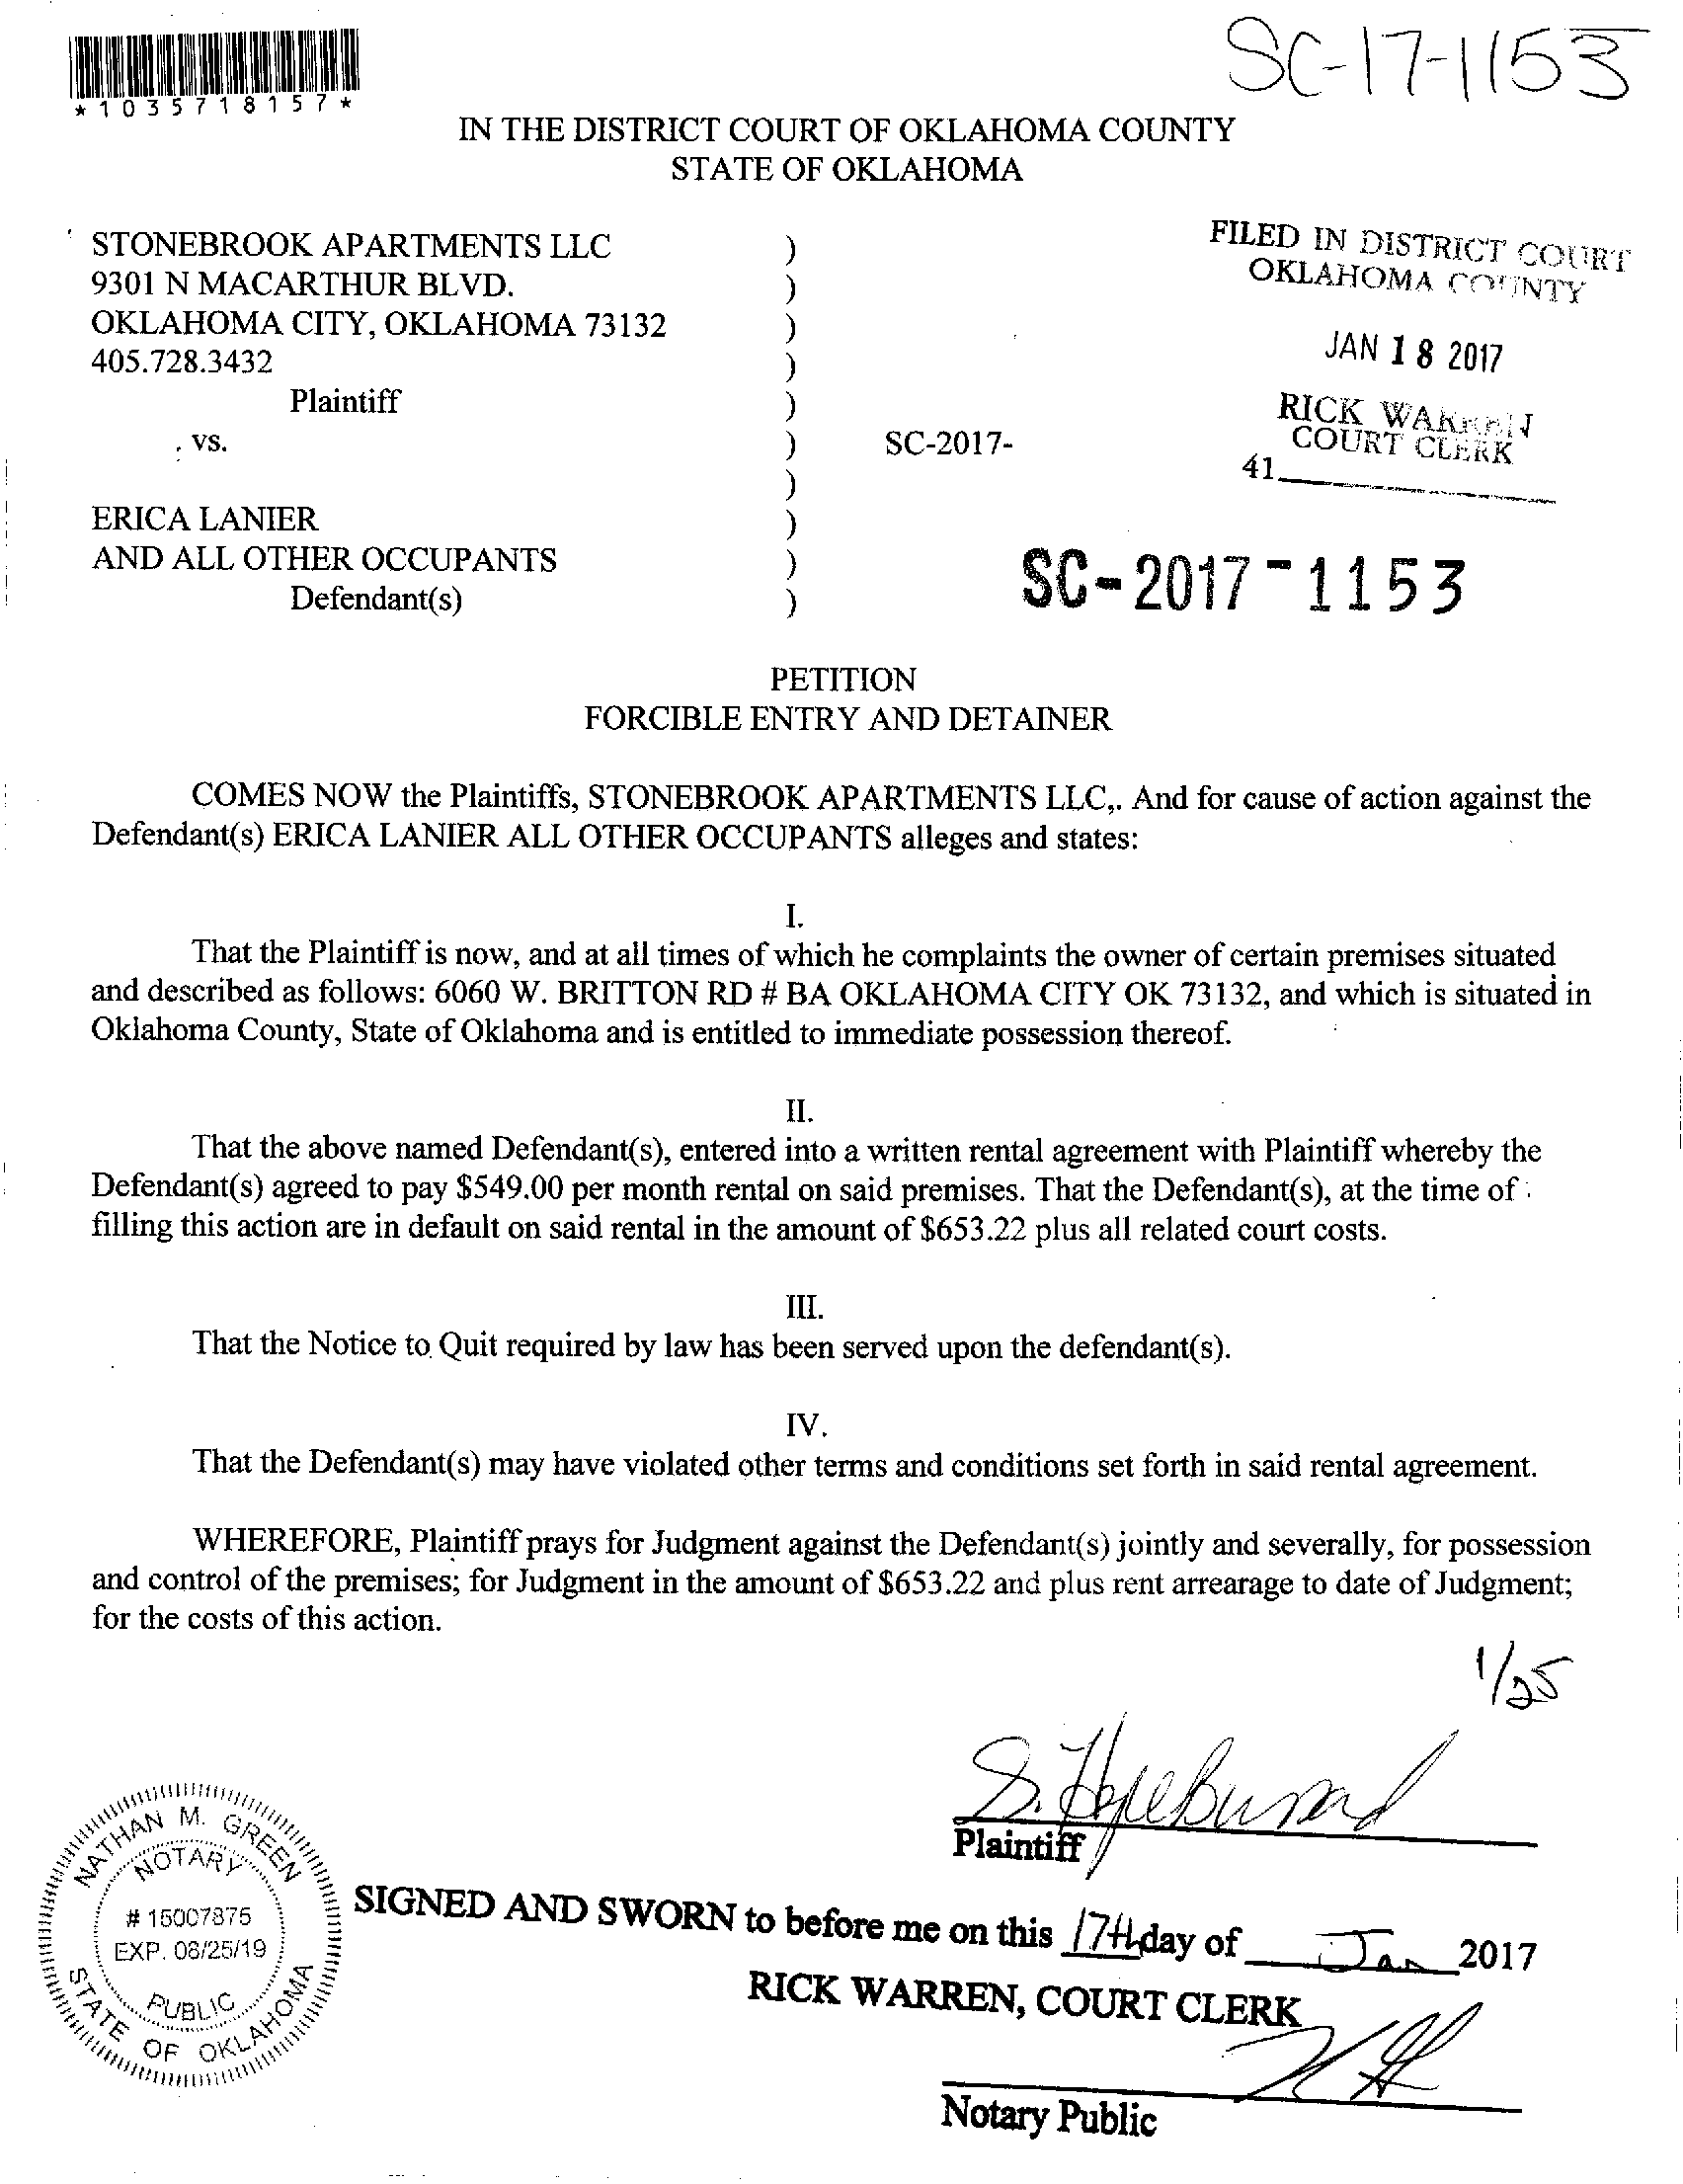 SC-17-1153
*1035718157*
IN THE DISTRICT COURT OF OKLAHOMA COUNTY
STATE OF OKLAHOMA
STONEBROOK APARTMENTS LLC )
9301 N MACARTHUR BLVD. )
OKLAHOMA CITY, OKLAHOMA 73132 )
405.728.3432 )
Plaintiff )
vs. ) SC-2017-
)
ERICA LANIER )
AND ALL OTHER OCCUPANTS )
Defendant(s) )
FILED IN DISTRICT COURT
OKLAHOMA COUNTY
JAN 18 2017
RICK WARREN
COURT CLERK
41
SC-2017-1153
PETITION
FORCIBLE ENTRY AND DETAINER
COMES NOW the Plaintiffs, STONEBROOK APARTMENTS LLC,. And for cause of action against the
Defendant(s) ERICA LANIER ALL OTHER OCCUPANTS alleges and states:
I.
That the Plaintiff is now, and at all times of which he complaints the owner of certain premises situated
and described as follows: 6060 W. BRITTON RD # BA OKLAHOMA CITY OK 73132, and which is situated in
Oklahoma County, State of Oklahoma and is entitled to immediate possession thereof.
II.
That the above named Defendant(s), entered into a written rental agreement with Plaintiff whereby the
Defendant(s) agreed to pay $549.00 per month rental on said premises. That the Defendant(s), at the time of
filling this action are in default on said rental in the amount of $653.22 plus all related court costs.
III.
That the Notice to Quit required by law has been served upon the defendant(s).
IV.
That the Defendant(s) may have violated other terms and conditions set forth in said rental agreement.
WHEREFORE, Plaintiff prays for Judgment against the Defendant(s) jointly and severally, for possession
and control of the premises; for Judgment in the amount of $653.22 and plus rent arrearage to date of Judgment;
for the costs of this action.
1/25
S.
Plaintiff
NATHAN M. GREEN
NOTARY
# 15007875
EXP. 08/25/19
PUBLIC
STATE OF OKLAHOMA
SIGNED AND SWORN to before me on this 17th day of Jan 2017
RICK WARREN, COURT CLERK
Notary Public